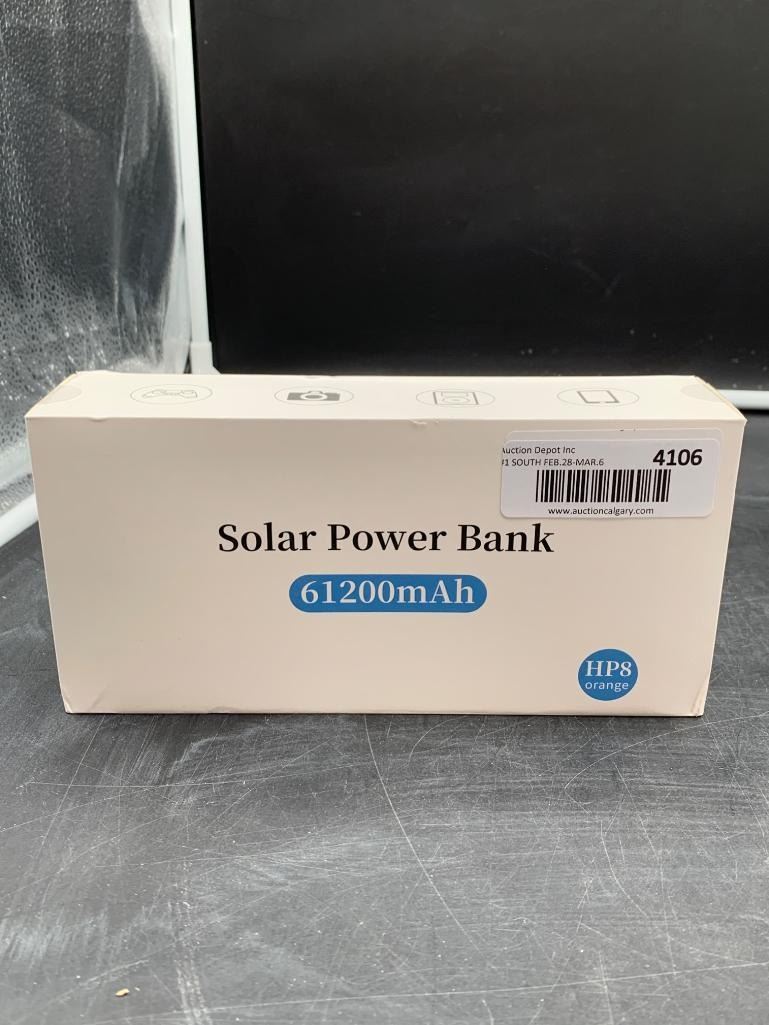 Auction Depot Inc
#1 SOUTH FEB.28-MAR.6
4106
www.auctioncalgary.com
Solar Power Bank
61200mAh
HP8
orange